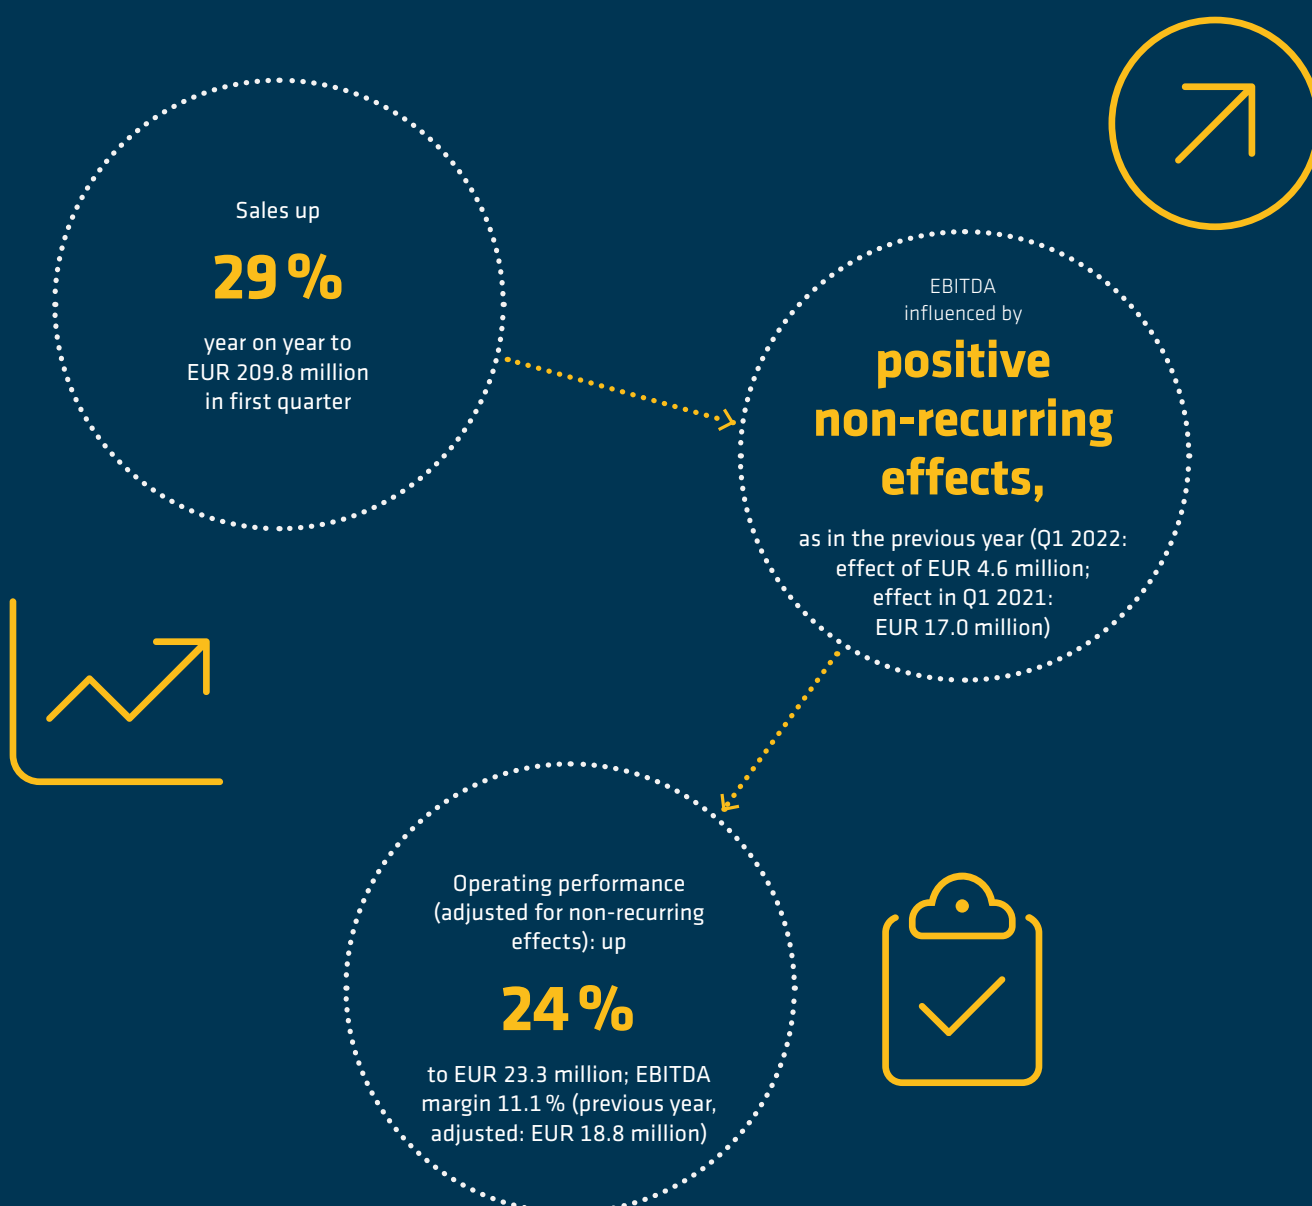 Sales up
29 %
year on year to
EUR 209.8 million
in first quarter
EBITDA
influenced by
positive
non-recurring
effects,
as in the previous year (Q1 2022:
effect of EUR 4.6 million;
effect in Q1 2021:
EUR 17.0 million)
Operating performance
(adjusted for non-recurring
effects): up
24 %
to EUR 23.3 million; EBITDA
margin 11.1 % (previous year,
adjusted: EUR 18.8 million)